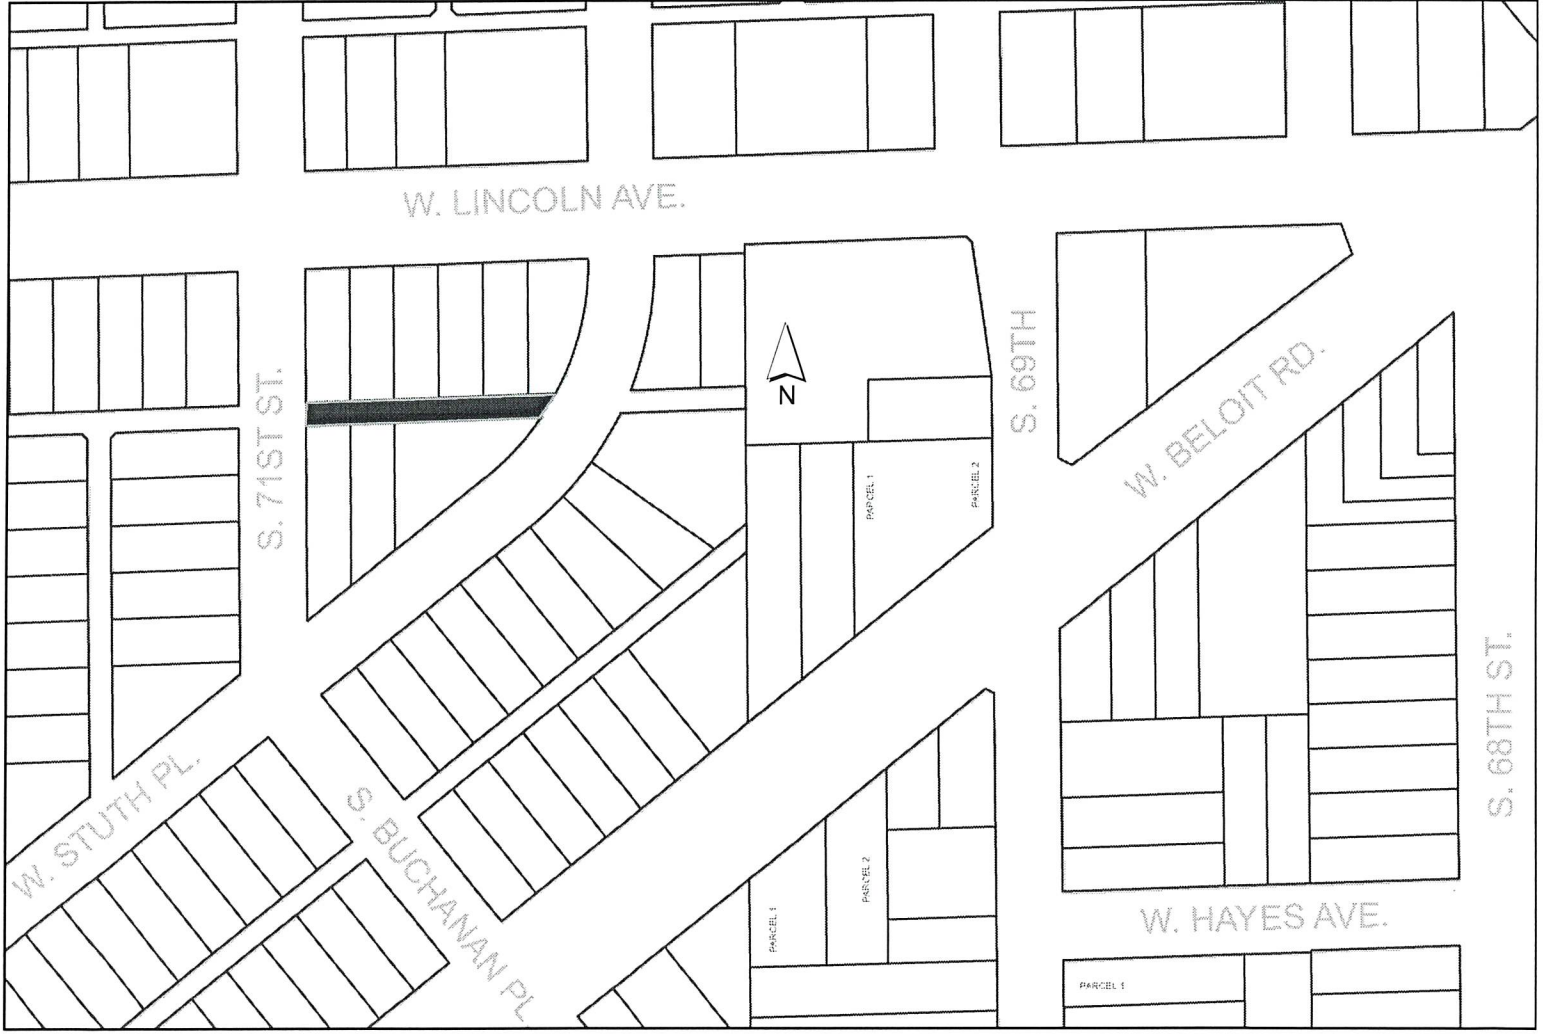 W. LINCOLN AVE.
N
S. 69TH
S. 71ST ST.
W. BELOIT RD.
PARCEL 1
PARCEL 2
S. 68TH ST.
W. STUTH PL.
S. BUCHANAN PL
PARCEL 2
PARCEL 1
W. HAYES AVE.
PARCEL 1